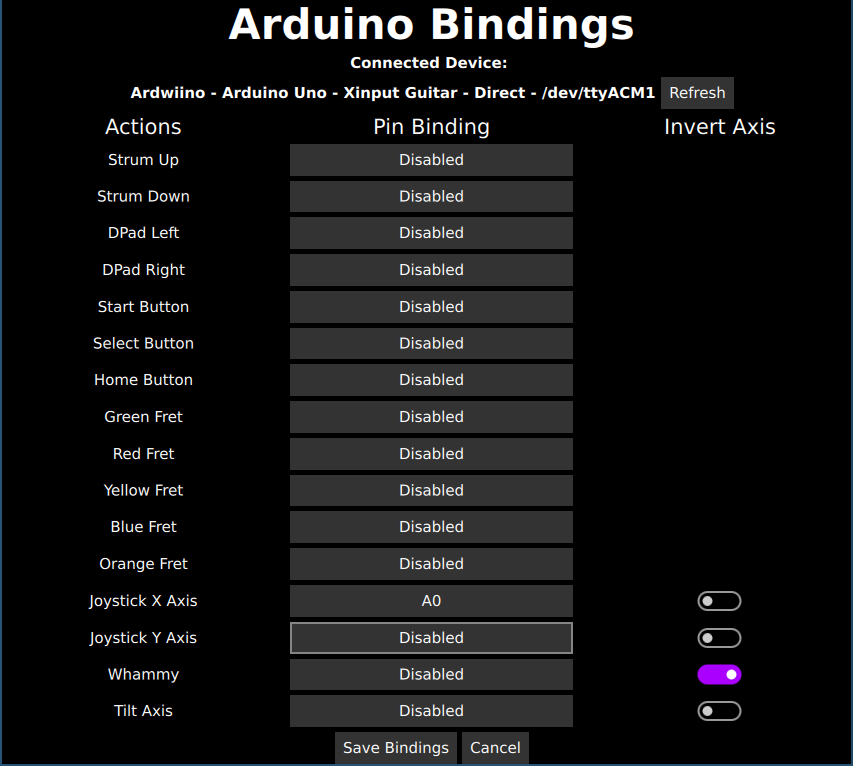 Arduino Bindings
Connected Device:
Ardwiino - Arduino Uno - Xinput Guitar - Direct - /dev/ttyACM1 Refresh
Actions Pin Binding Invert Axis
Strum Up Disabled
Strum Down Disabled
DPad Left Disabled
DPad Right Disabled
Start Button Disabled
Select Button Disabled
Home Button Disabled
Green Fret Disabled
Red Fret Disabled
Yellow Fret Disabled
Blue Fret Disabled
Orange Fret Disabled
Joystick X Axis A0
Joystick Y Axis Disabled
Whammy Disabled
Tilt Axis Disabled
Save Bindings Cancel